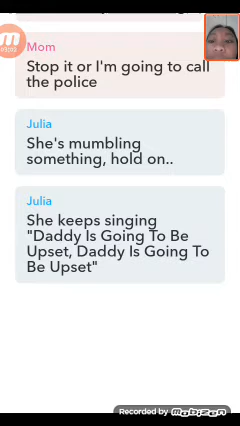 Mom
Stop it or I'm going to call
the police
Julia
She's mumbling
something, hold on..
Julia
She keeps singing
"Daddy Is Going To Be
Upset, Daddy Is Going To
Be Upset"
Recorded by mobizen